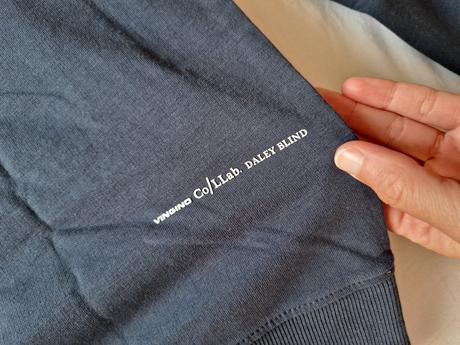 VINGINO Co/LLab. DALEY BLIND